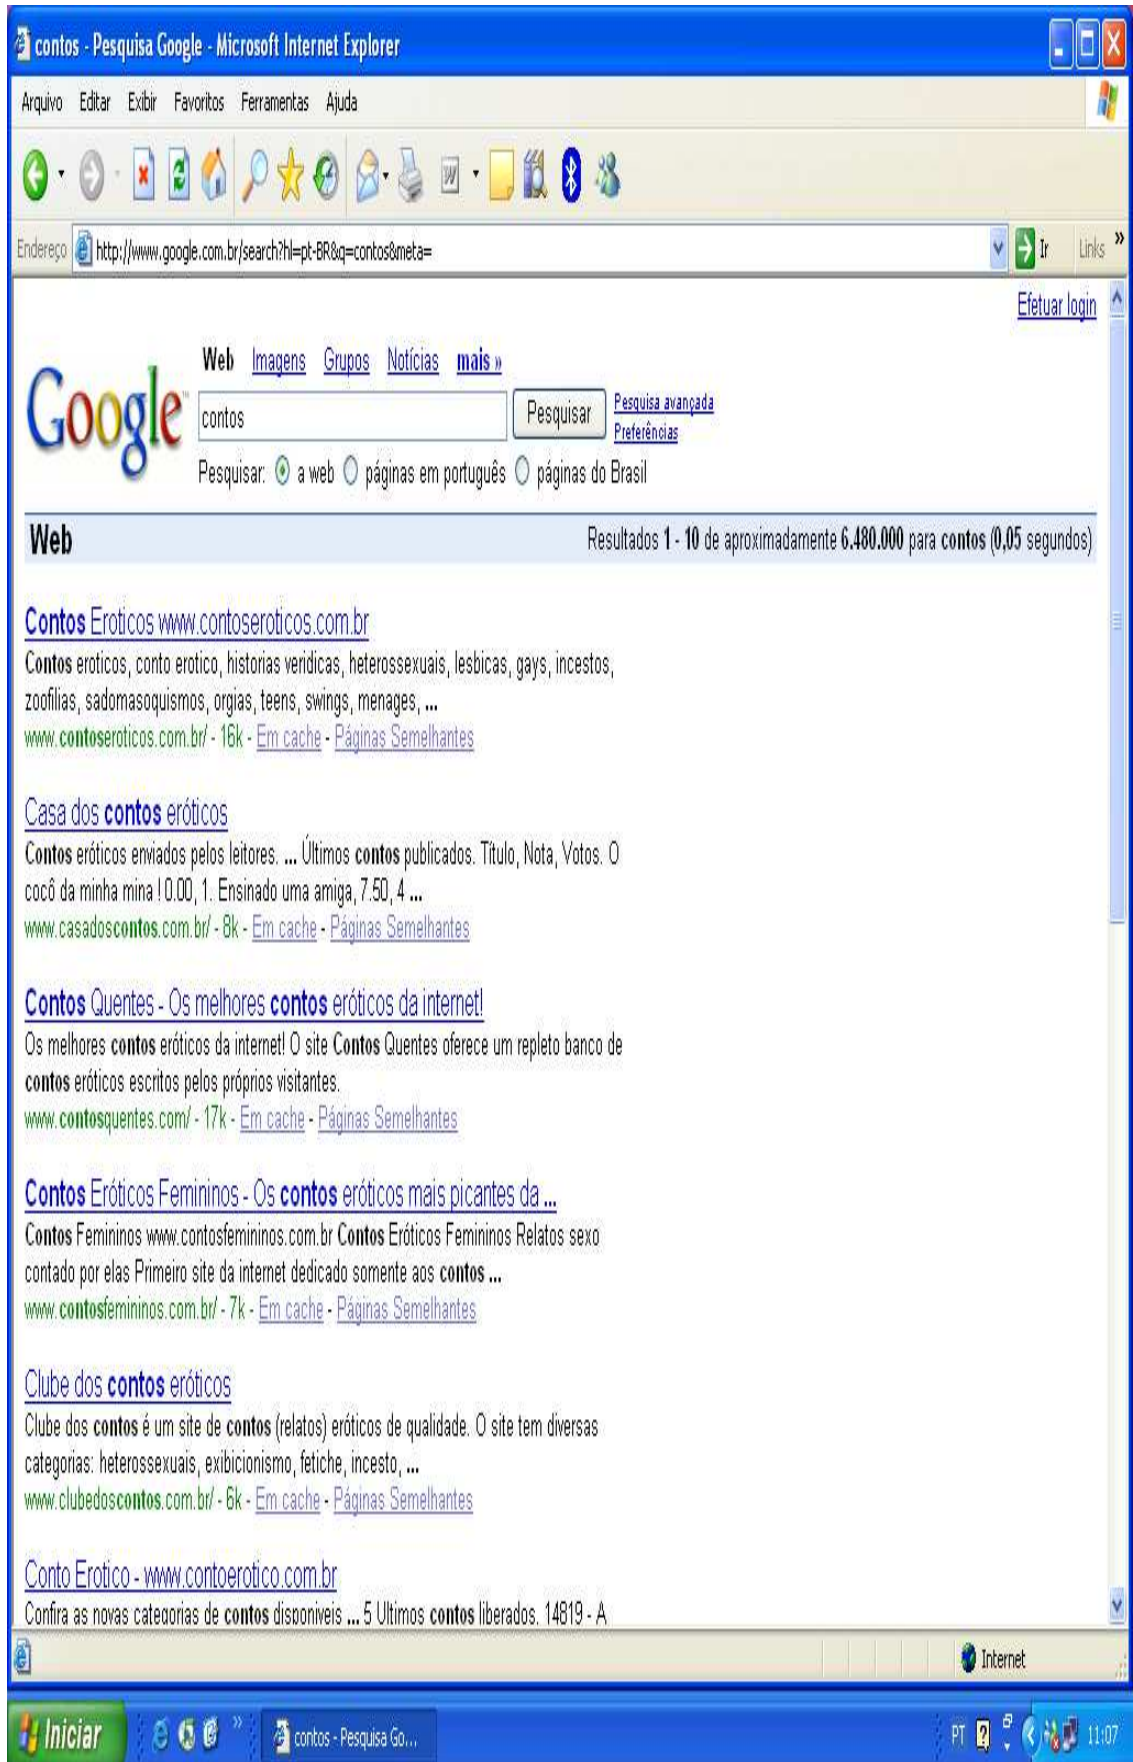 contos - Pesquisa Google - Microsoft Internet Explorer
Arquivo Editar Exibir Favoritos Ferramentas Ajuda
Endereço http://www.google.com.br/search?hl=pt-BR&q=contos&meta= Ir Links »
Efetuar login
Web Imagens Grupos Notícias mais »
Google™ contos Pesquisar Pesquisa avançada
Preferências
Pesquisar: a web páginas em português páginas do Brasil
Web Resultados 1 - 10 de aproximadamente 6.480.000 para contos (0,05 segundos)
Contos Eroticos www.contoseroticos.com.br
Contos eroticos, conto erotico, historias veridicas, heterossexuais, lesbicas, gays, incestos,
zoofilias, sadomasoquismos, orgias, teens, swings, menages, ...
www.contoseroticos.com.br/ - 16k - Em cache - Páginas Semelhantes
Casa dos contos eróticos
Contos eróticos enviados pelos leitores. ... Últimos contos publicados. Título, Nota, Votos. O
cocô da minha mina ! 0.00, 1. Ensinado uma amiga, 7.50, 4 ...
www.casadoscontos.com.br/ - 8k - Em cache - Páginas Semelhantes
Contos Quentes - Os melhores contos eróticos da internet!
Os melhores contos eróticos da internet! O site Contos Quentes oferece um repleto banco de
contos eróticos escritos pelos próprios visitantes.
www.contosquentes.com/ - 17k - Em cache - Páginas Semelhantes
Contos Eróticos Femininos - Os contos eróticos mais picantes da ...
Contos Femininos www.contosfemininos.com.br Contos Eróticos Femininos Relatos sexo
contado por elas Primeiro site da internet dedicado somente aos contos ...
www.contosfemininos.com.br/ - 7k - Em cache - Páginas Semelhantes
Clube dos contos eróticos
Clube dos contos é um site de contos (relatos) eróticos de qualidade. O site tem diversas
categorias: heterossexuais, exibicionismo, fetiche, incesto, ...
www.clubedoscontos.com.br/ - 6k - Em cache - Páginas Semelhantes
Conto Erotico - www.contoerotico.com.br
Confira as novas categorias de contos disponiveis ... 5 Ultimos contos liberados. 14819 - A
Internet
Iniciar » contos - Pesquisa Go... PT 11:07